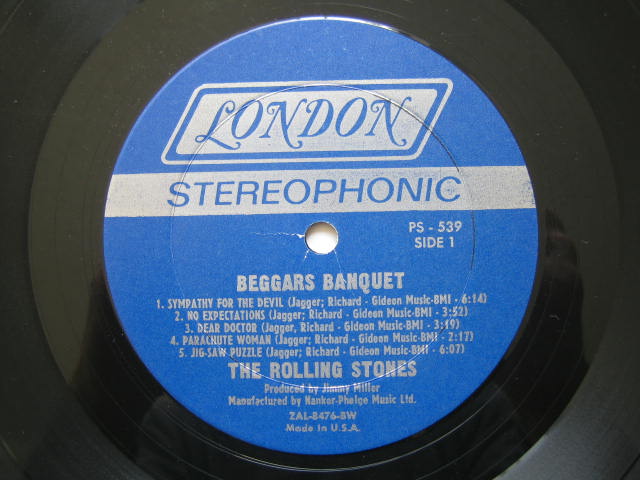 LONDON
STEREOPHONIC
PS - 539
SIDE 1
BEGGARS BANQUET
1. SYMPATHY FOR THE DEVIL (Jagger; Richard - Gideon Music-BMI - 6:14)
2. NO EXPECTATIONS (Jagger; Richard - Gideon Music-BMI - 3:52)
3. DEAR DOCTOR (Jagger; Richard - Gideon Music-BMI - 3:19)
4. PARACHUTE WOMAN (Jagger; Richard - Gideon Music-BMI - 2:17)
5. JIG-SAW PUZZLE (Jagger; Richard - Gideon Music-BMI - 6:07)
THE ROLLING STONES
Produced by Jimmy Miller
Manufactured by Nanker-Phelge Music Ltd.
ZAL-8476-BW
Made in U.S.A.